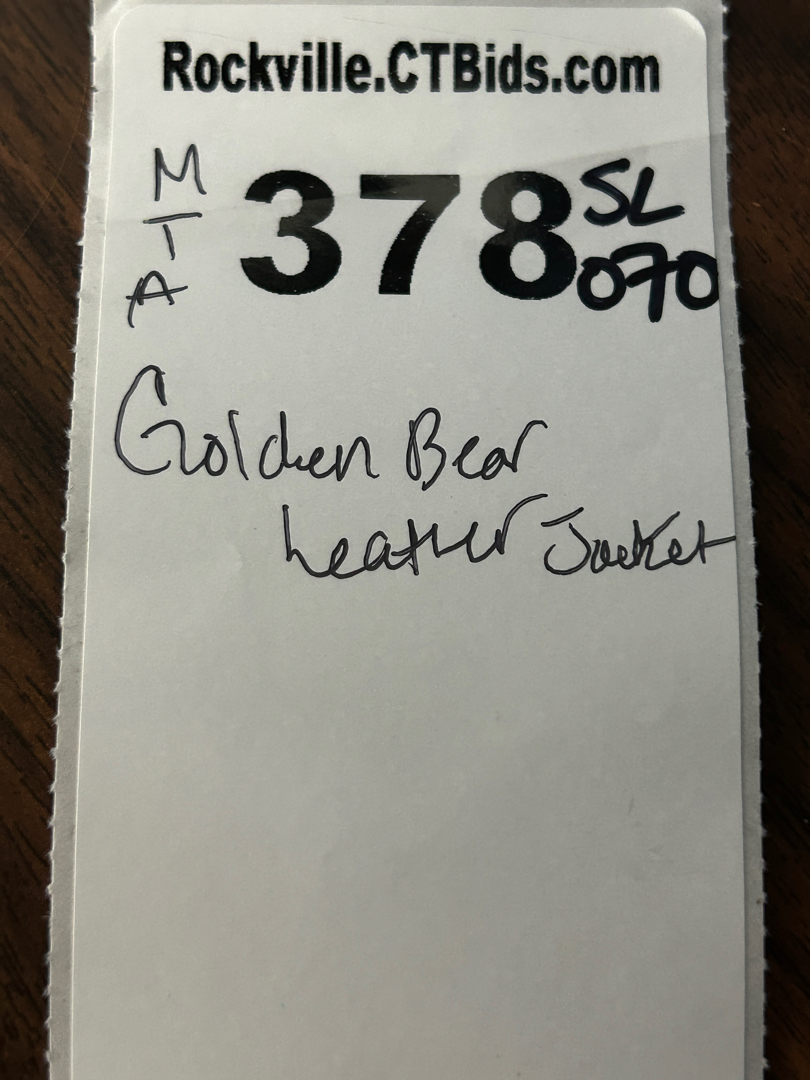 Rockville.CTBids.com
M
T
A
378
SL
070
Golden Bear
Leather Jacket